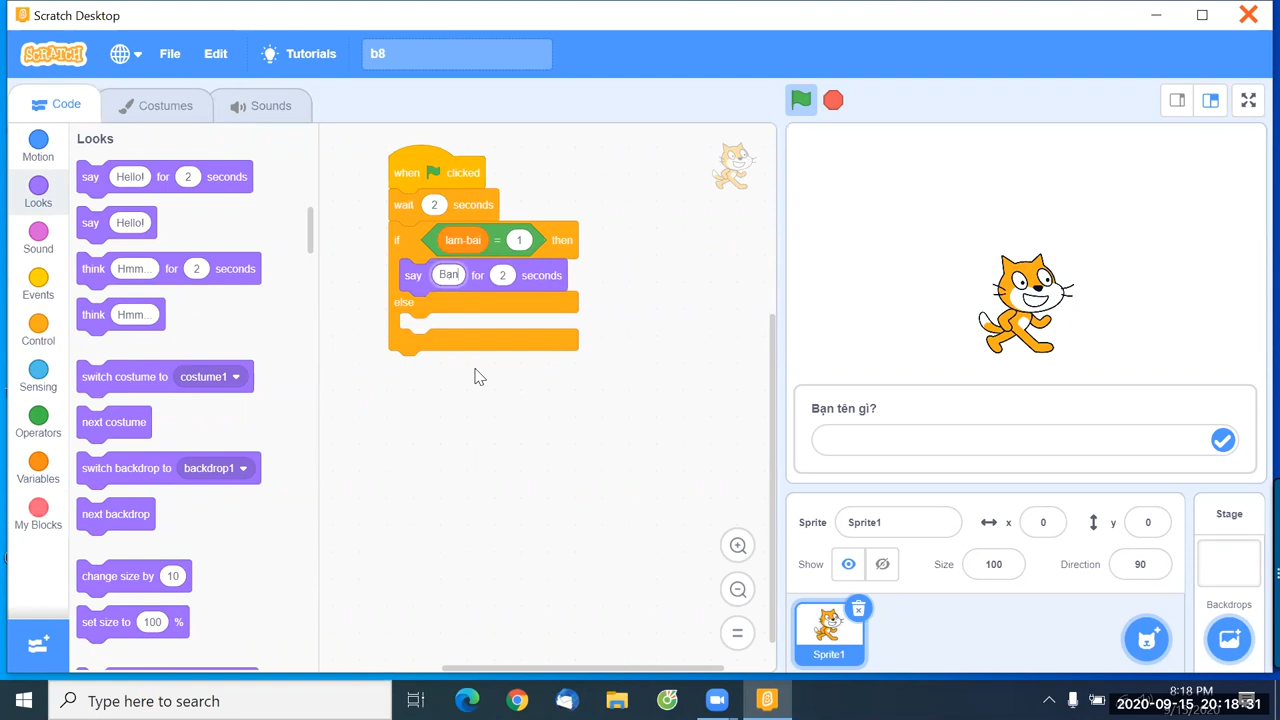 Scratch Desktop
SCRATCH
File
Edit
Tutorials
b8
Code
Costumes
Sounds
Motion
Looks
Sound
Events
Control
Sensing
Operators
Variables
My Blocks
Looks
say Hello! for 2 seconds
say Hello!
think Hmm... for 2 seconds
think Hmm...
switch costume to costume1
next costume
switch backdrop to backdrop1
next backdrop
change size by 10
set size to 100 %
when clicked
wait 2 seconds
if lam-bai = 1 then
say Bạn for 2 seconds
else
Bạn tên gì?
Sprite Sprite1 x 0 y 0
Show Size 100 Direction 90
Sprite1
Stage
Backdrops
Type here to search
8:18 PM
2020-09-15 20:18:31